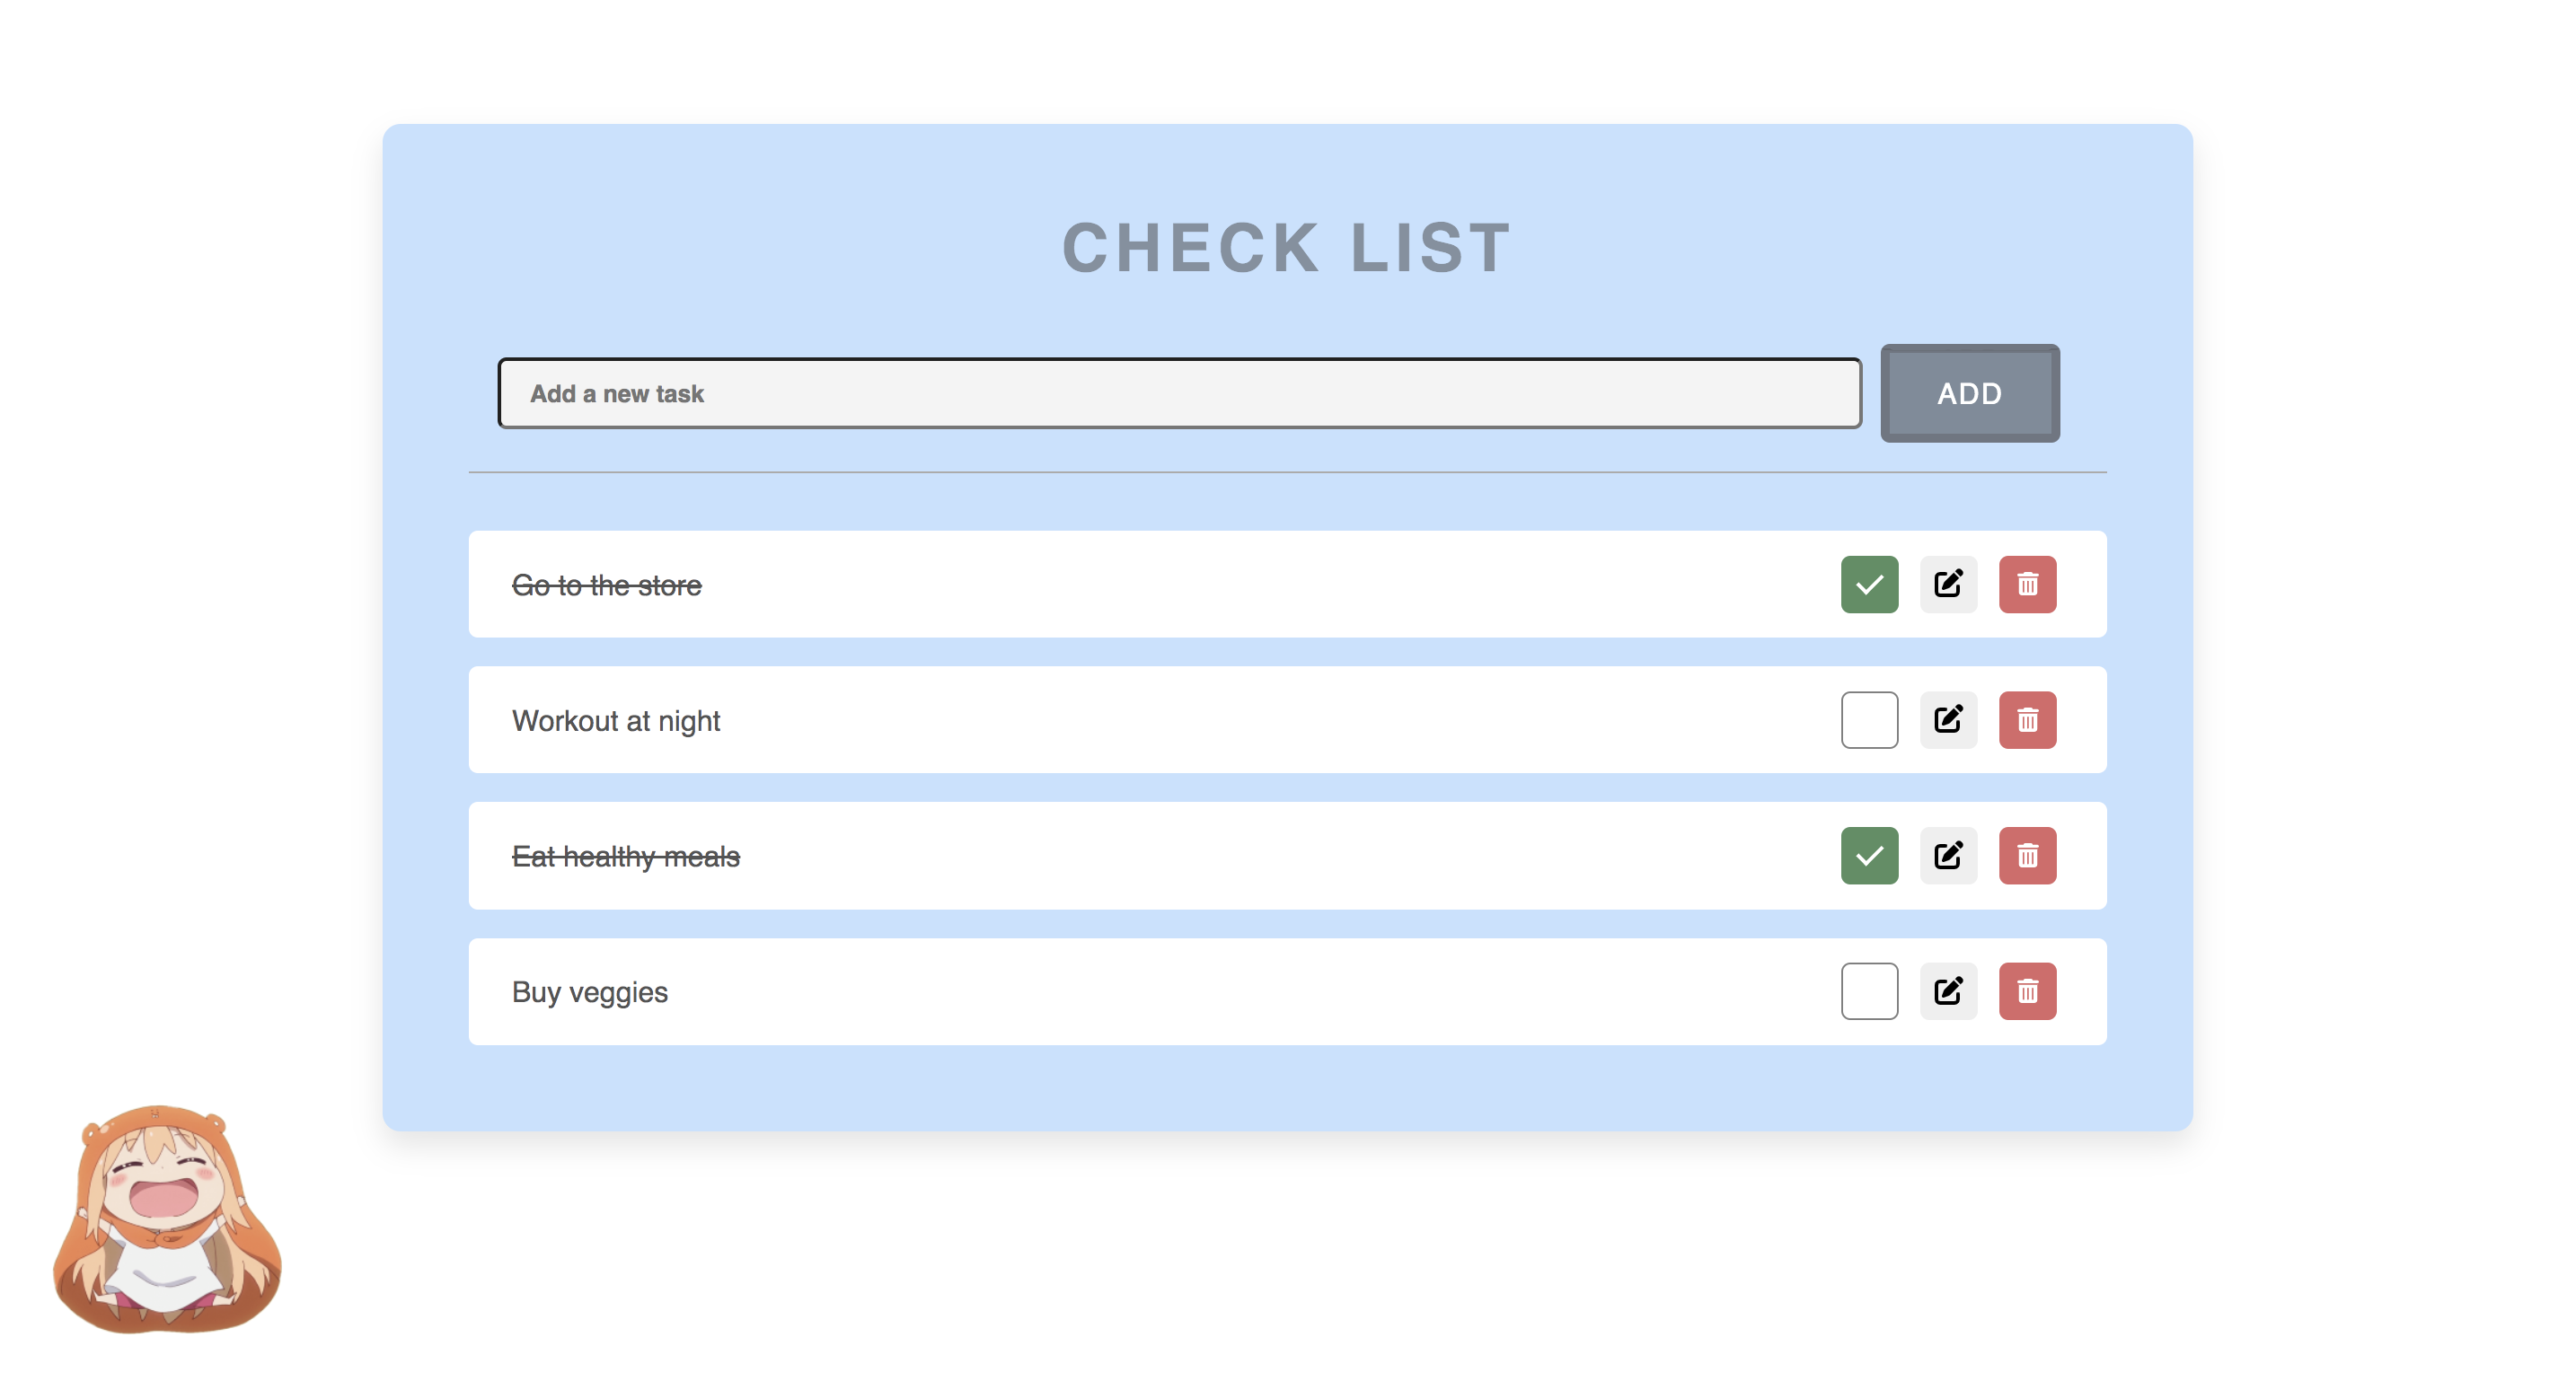 CHECK LIST
Add a new task
ADD
Go to the store
Workout at night
Eat healthy meals
Buy veggies